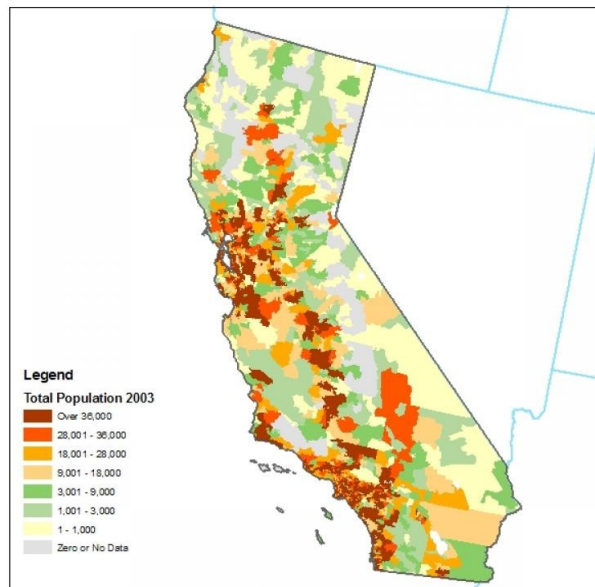 Legend
Total Population 2003
Over 36,000
28,001 - 36,000
18,001 - 28,000
9,001 - 18,000
3,001 - 9,000
1,001 - 3,000
1 - 1,000
Zero or No Data